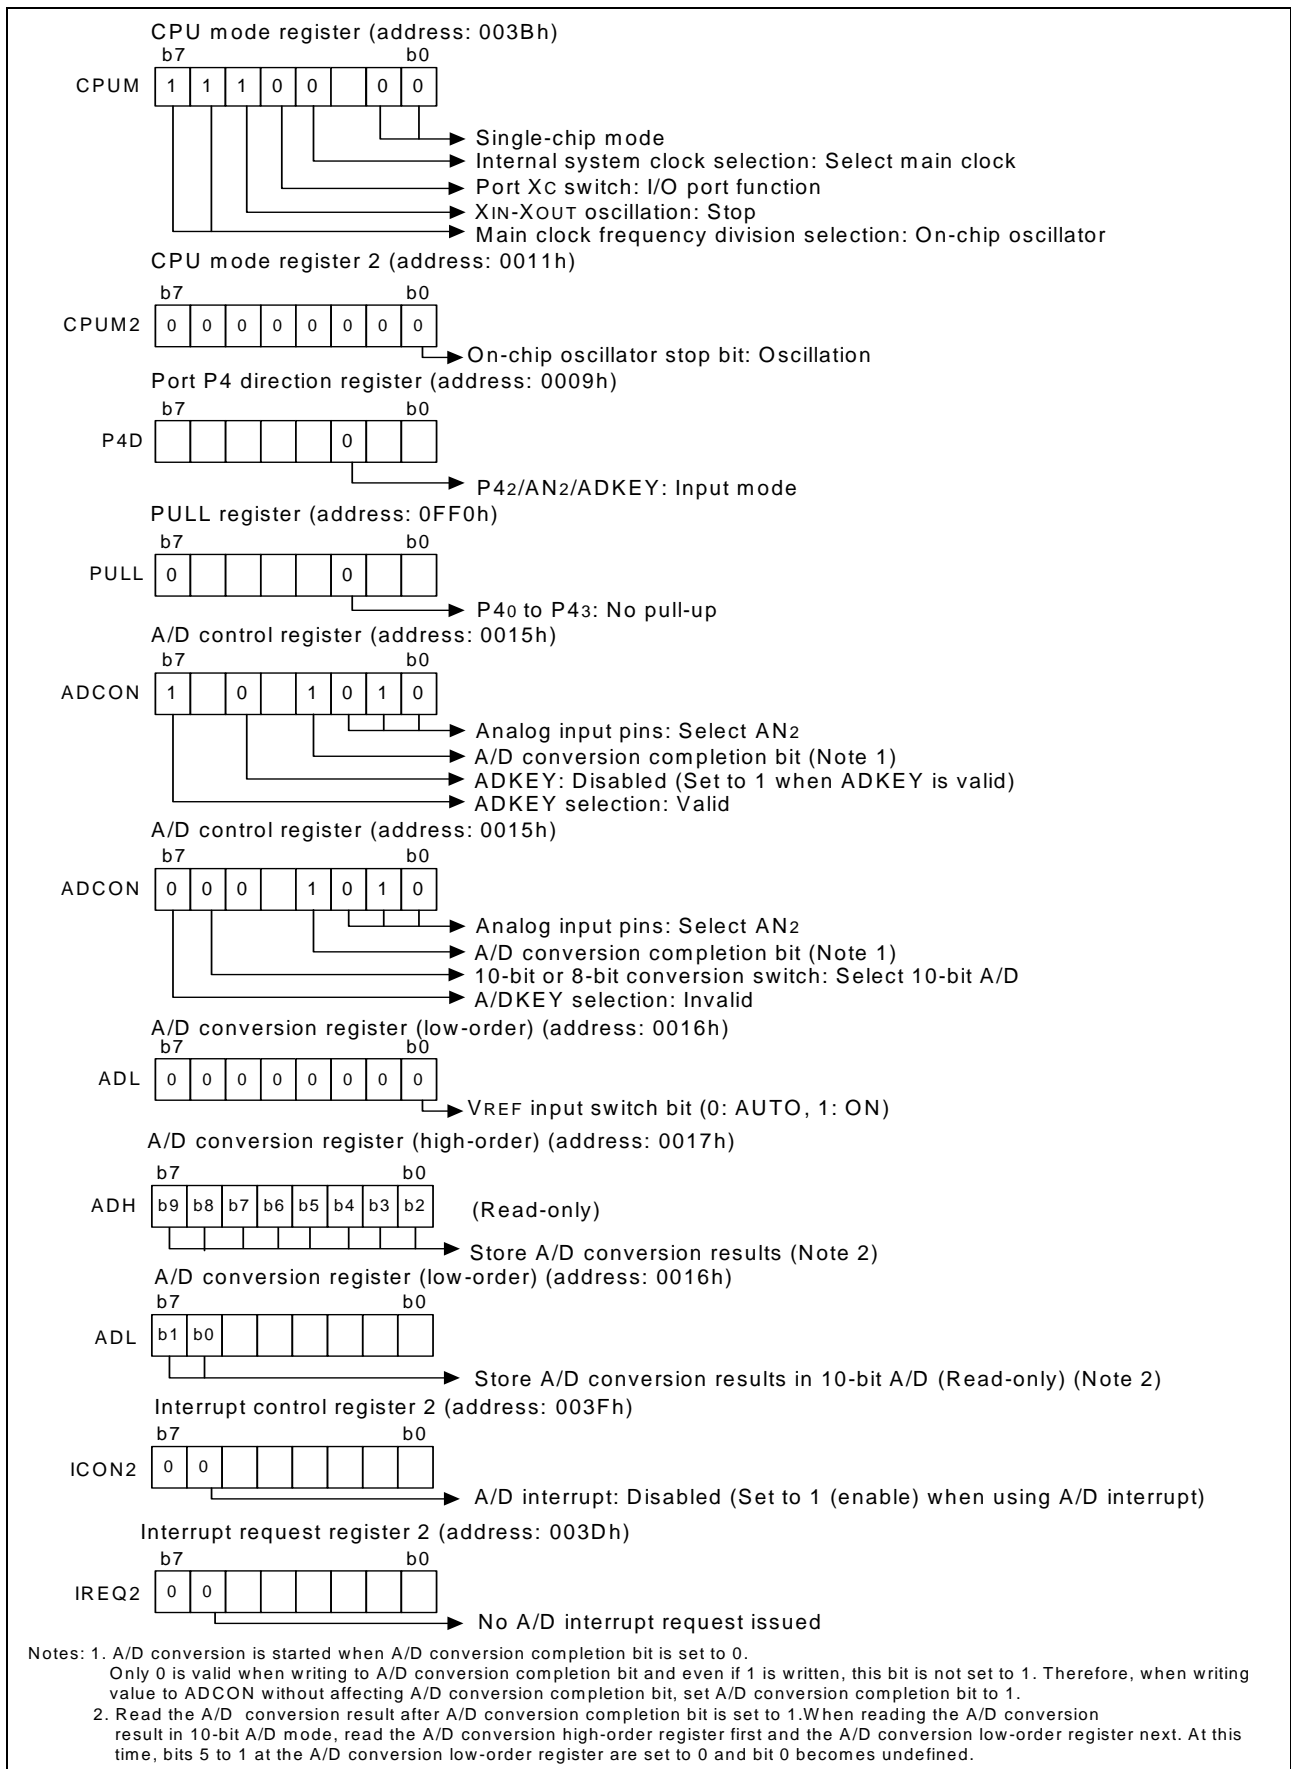 CPU mode register (address: 003Bh)
b7 b0
CPUM 1 1 1 0 0 0 0
Single-chip mode
Internal system clock selection: Select main clock
Port XC switch: I/O port function
XIN-XOUT oscillation: Stop
Main clock frequency division selection: On-chip oscillator
CPU mode register 2 (address: 0011h)
b7 b0
CPUM2 0 0 0 0 0 0 0 0
On-chip oscillator stop bit: Oscillation
Port P4 direction register (address: 0009h)
b7 b0
P4D 0
P42/AN2/ADKEY: Input mode
PULL register (address: 0FF0h)
b7 b0
PULL 0 0
P40 to P43: No pull-up
A/D control register (address: 0015h)
b7 b0
ADCON 1 0 1 0 1 0
Analog input pins: Select AN2
A/D conversion completion bit (Note 1)
ADKEY: Disabled (Set to 1 when ADKEY is valid)
ADKEY selection: Valid
A/D control register (address: 0015h)
b7 b0
ADCON 0 0 0 1 0 1 0
Analog input pins: Select AN2
A/D conversion completion bit (Note 1)
10-bit or 8-bit conversion switch: Select 10-bit A/D
A/DKEY selection: Invalid
A/D conversion register (low-order) (address: 0016h)
b7 b0
ADL 0 0 0 0 0 0 0 0
VREF input switch bit (0: AUTO, 1: ON)
A/D conversion register (high-order) (address: 0017h)
b7 b0
ADH b9 b8 b7 b6 b5 b4 b3 b2 (Read-only)
Store A/D conversion results (Note 2)
A/D conversion register (low-order) (address: 0016h)
b7 b0
ADL b1 b0
Store A/D conversion results in 10-bit A/D (Read-only) (Note 2)
Interrupt control register 2 (address: 003Fh)
b7 b0
ICON2 0 0
A/D interrupt: Disabled (Set to 1 (enable) when using A/D interrupt)
Interrupt request register 2 (address: 003Dh)
b7 b0
IREQ2 0 0
No A/D interrupt request issued
Notes: 1. A/D conversion is started when A/D conversion completion bit is set to 0.
Only 0 is valid when writing to A/D conversion completion bit and even if 1 is written, this bit is not set to 1. Therefore, when writing
value to ADCON without affecting A/D conversion completion bit, set A/D conversion completion bit to 1.
2. Read the A/D conversion result after A/D conversion completion bit is set to 1.When reading the A/D conversion
result in 10-bit A/D mode, read the A/D conversion high-order register first and the A/D conversion low-order register next. At this
time, bits 5 to 1 at the A/D conversion low-order register are set to 0 and bit 0 becomes undefined.